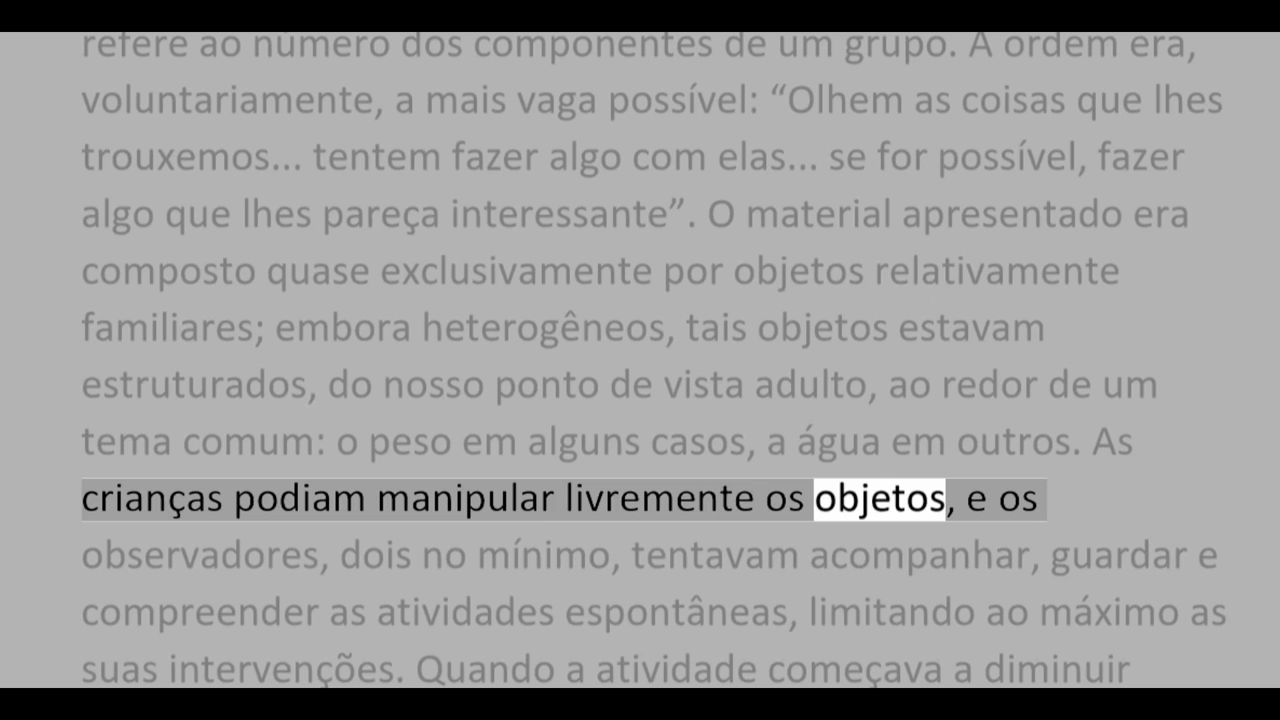 refere ao número dos componentes de um grupo. A ordem era,
voluntariamente, a mais vaga possível: “Olhem as coisas que lhes
trouxemos... tentem fazer algo com elas... se for possível, fazer
algo que lhes pareça interessante”. O material apresentado era
composto quase exclusivamente por objetos relativamente
familiares; embora heterogêneos, tais objetos estavam
estruturados, do nosso ponto de vista adulto, ao redor de um
tema comum: o peso em alguns casos, a água em outros. As
crianças podiam manipular livremente os objetos, e os
observadores, dois no mínimo, tentavam acompanhar, guardar e
compreender as atividades espontâneas, limitando ao máximo as
suas intervenções. Quando a atividade começava a diminuir